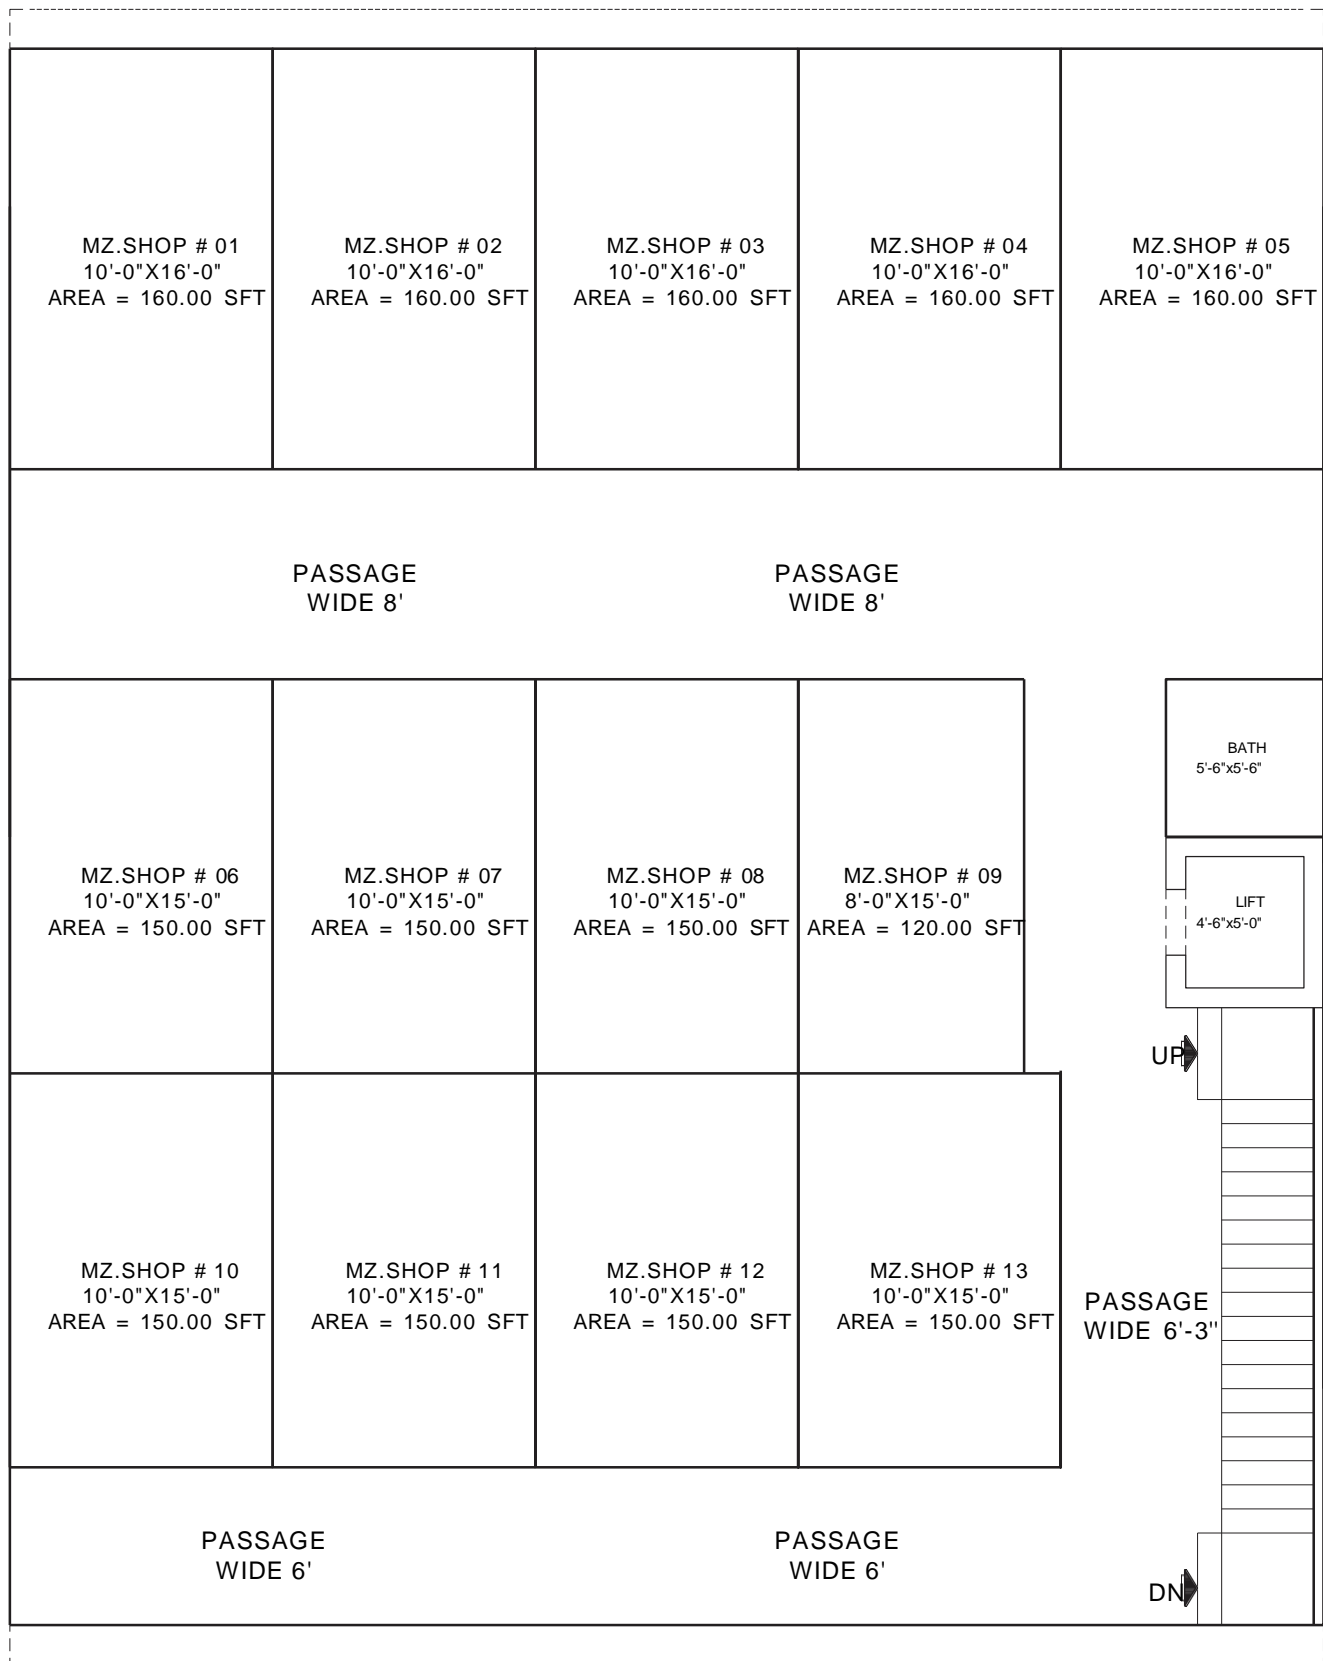 MZ.SHOP # 01
10'-0"X16'-0"
AREA = 160.00 SFT
MZ.SHOP # 02
10'-0"X16'-0"
AREA = 160.00 SFT
MZ.SHOP # 03
10'-0"X16'-0"
AREA = 160.00 SFT
MZ.SHOP # 04
10'-0"X16'-0"
AREA = 160.00 SFT
MZ.SHOP # 05
10'-0"X16'-0"
AREA = 160.00 SFT
PASSAGE
WIDE 8'
PASSAGE
WIDE 8'
BATH
5'-6"x5'-6"
MZ.SHOP # 06
10'-0"X15'-0"
AREA = 150.00 SFT
MZ.SHOP # 07
10'-0"X15'-0"
AREA = 150.00 SFT
MZ.SHOP # 08
10'-0"X15'-0"
AREA = 150.00 SFT
MZ.SHOP # 09
8'-0"X15'-0"
AREA = 120.00 SFT
LIFT
4'-6"x5'-0"
UP
MZ.SHOP # 10
10'-0"X15'-0"
AREA = 150.00 SFT
MZ.SHOP # 11
10'-0"X15'-0"
AREA = 150.00 SFT
MZ.SHOP # 12
10'-0"X15'-0"
AREA = 150.00 SFT
MZ.SHOP # 13
10'-0"X15'-0"
AREA = 150.00 SFT
PASSAGE
WIDE 6'-3"
PASSAGE
WIDE 6'
PASSAGE
WIDE 6'
DN